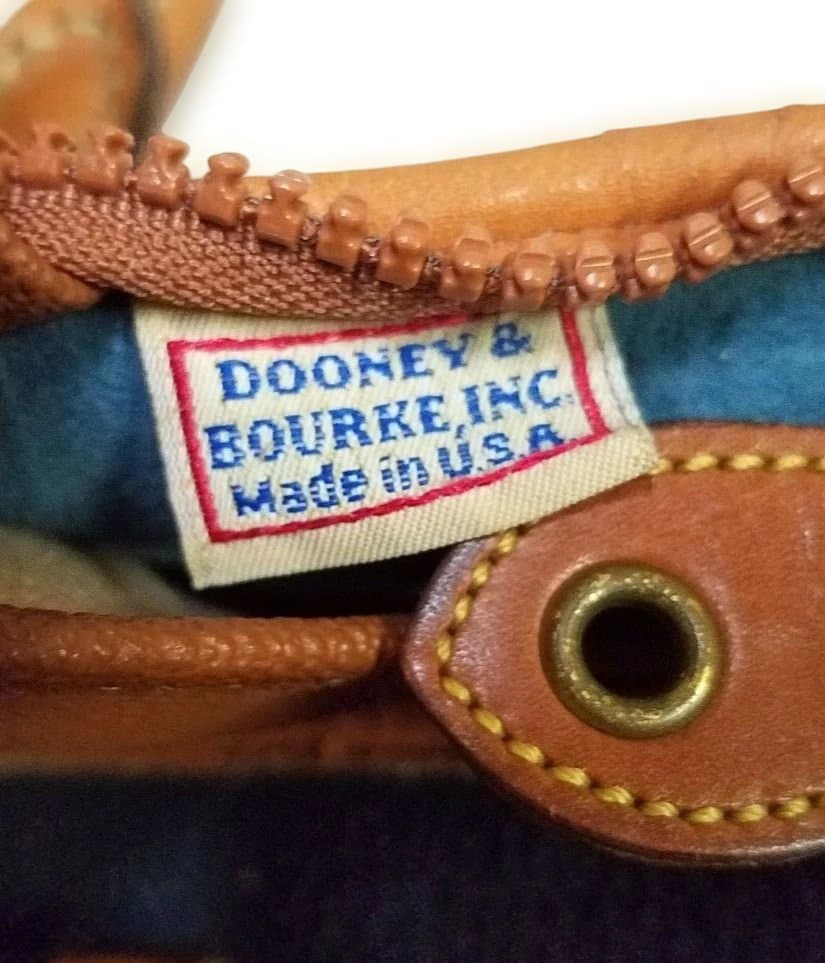 DOONEY &
BOURKE, INC.
Made in U.S.A.